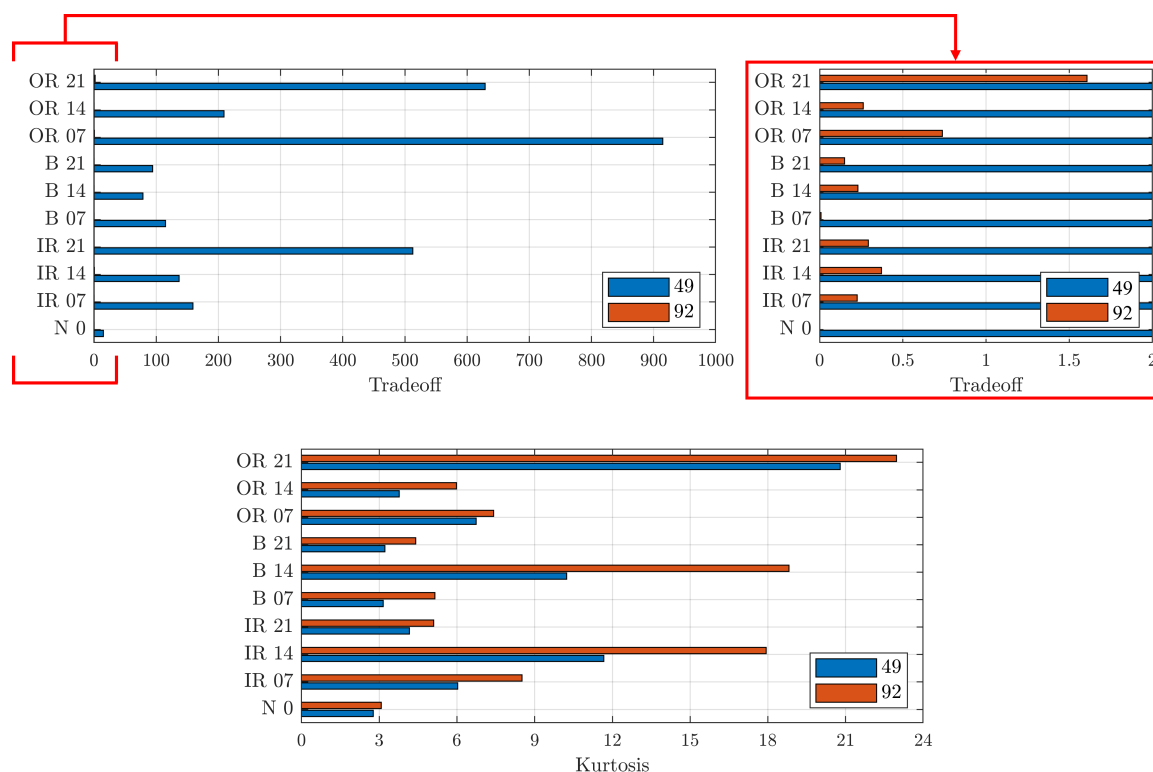 OR 21
OR 14
OR 07
B 21
B 14
B 07
IR 21
IR 14
IR 07
N 0
49
92
0 100 200 300 400 500 600 700 800 900 1000
Tradeoff
OR 21
OR 14
OR 07
B 21
B 14
B 07
IR 21
IR 14
IR 07
N 0
49
92
0 0.5 1 1.5 2
Tradeoff
OR 21
OR 14
OR 07
B 21
B 14
B 07
IR 21
IR 14
IR 07
N 0
49
92
0 3 6 9 12 15 18 21 24
Kurtosis